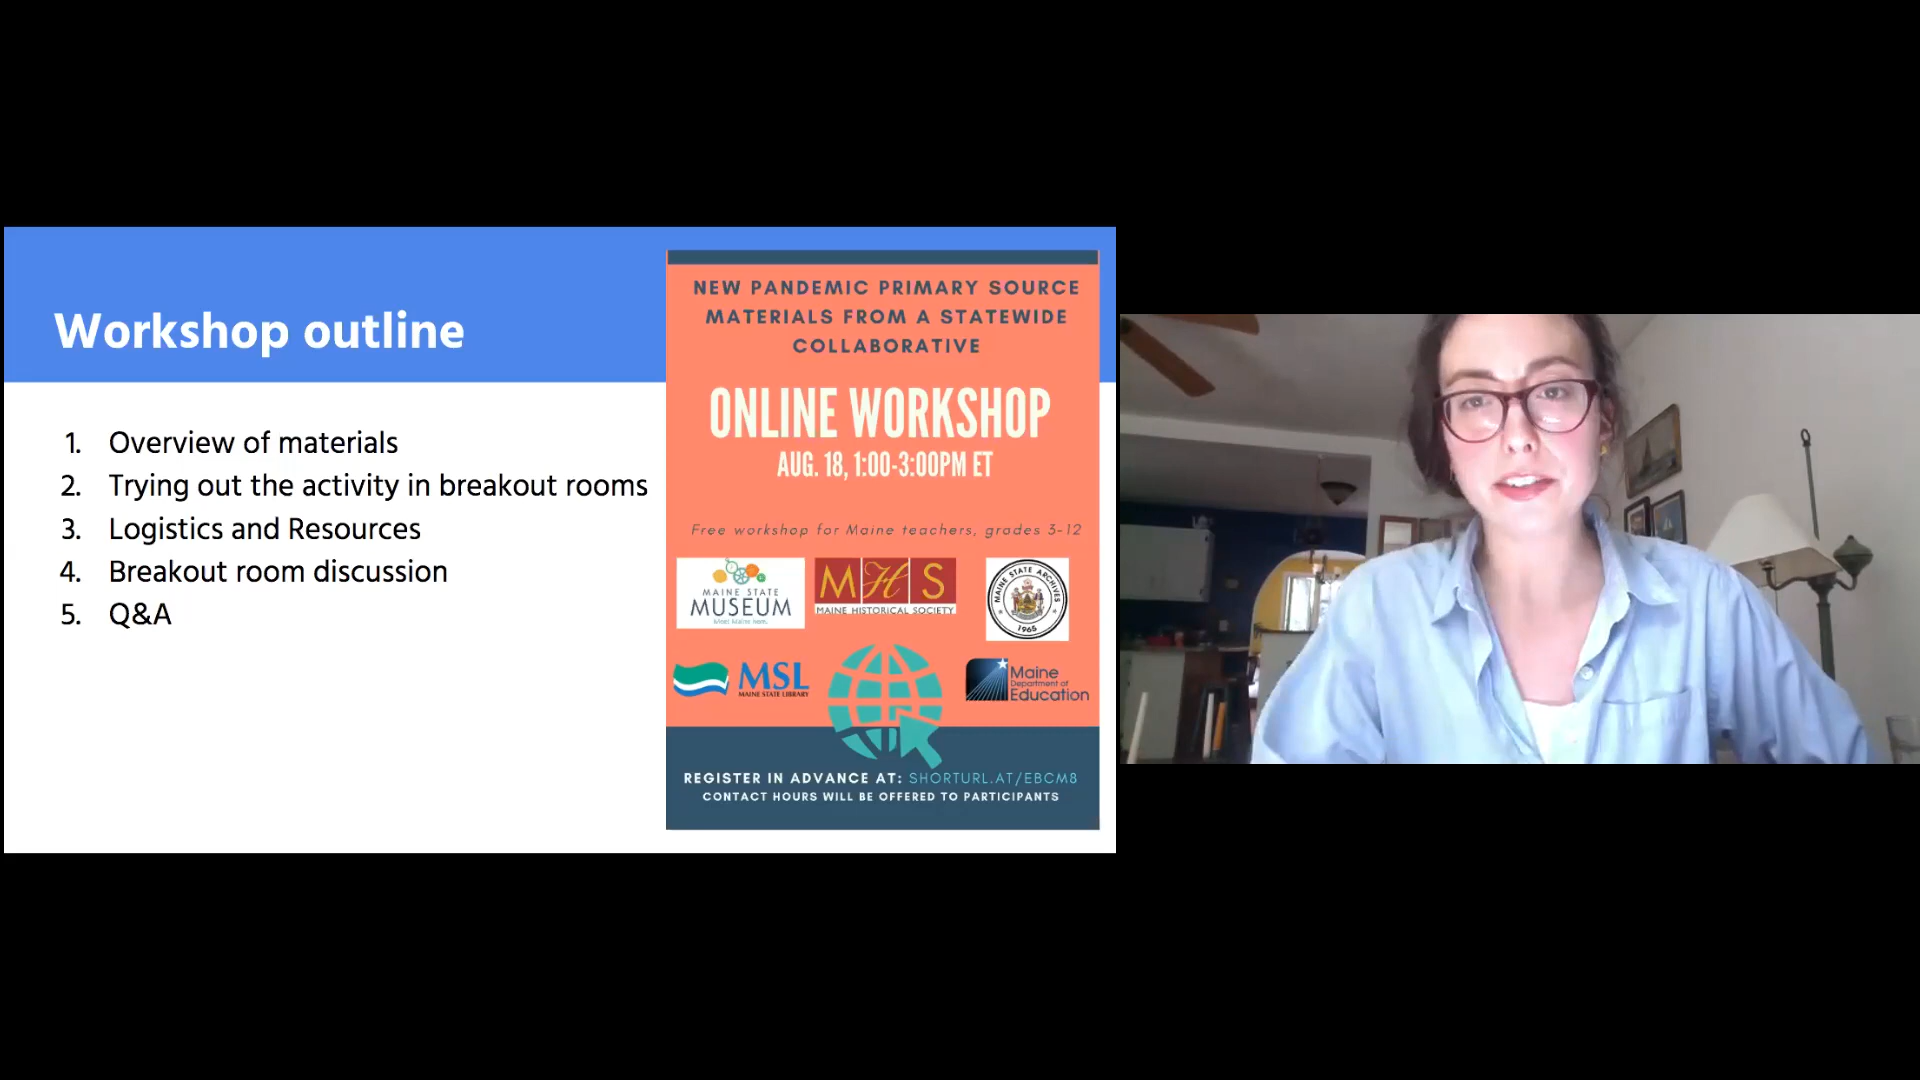 Workshop outline
1. Overview of materials
2. Trying out the activity in breakout rooms
3. Logistics and Resources
4. Breakout room discussion
5. Q&A
NEW PANDEMIC PRIMARY SOURCE
MATERIALS FROM A STATEWIDE
COLLABORATIVE
ONLINE WORKSHOP
AUG. 18, 1:00-3:00PM ET
Free workshop for Maine teachers, grades 3-12
MAINE STATE
MUSEUM
Meet Maine here.
MHS
MAINE HISTORICAL SOCIETY
MAINE STATE ARCHIVES
1965
MSL
MAINE STATE LIBRARY
Maine
Department of
Education
REGISTER IN ADVANCE AT: SHORTURL.AT/EBCM8
CONTACT HOURS WILL BE OFFERED TO PARTICIPANTS